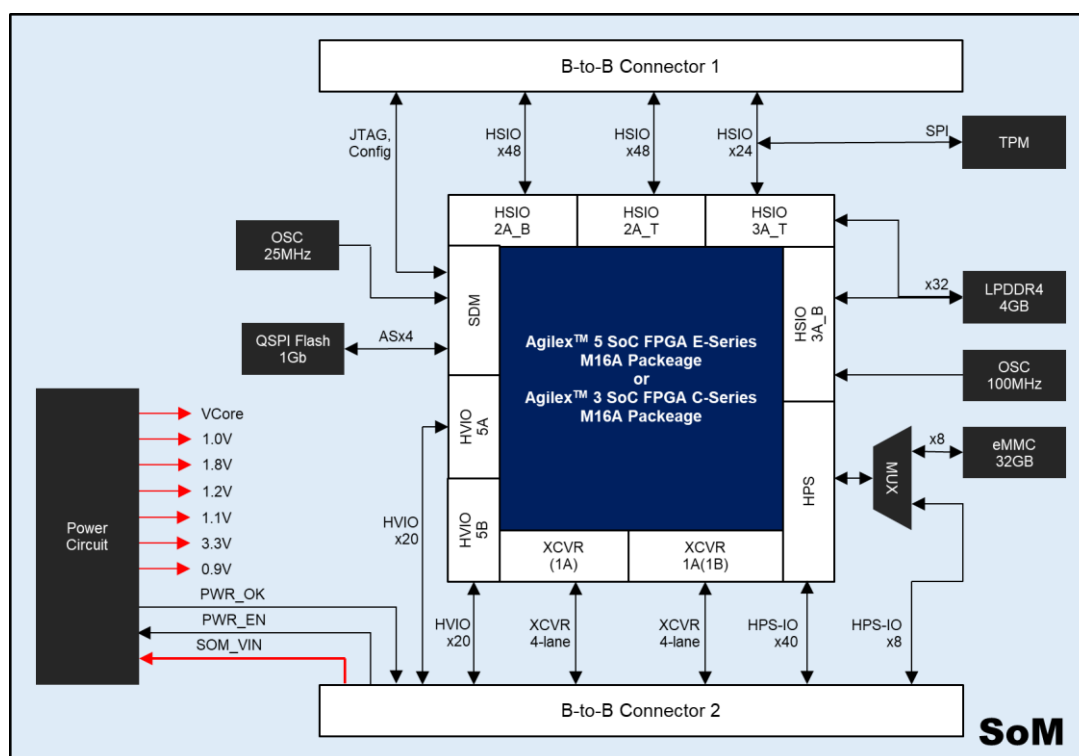 B-to-B Connector 1
JTAG,
Config
HSIO
x48
HSIO
x48
HSIO
x24
SPI
TPM
HSIO
2A_B
HSIO
2A_T
HSIO
3A_T
OSC
25MHz
SDM
QSPI Flash
1Gb
ASx4
HSIO
3A_B
x32
LPDDR4
4GB
OSC
100MHz
Agilex™ 5 SoC FPGA E-Series
M16A Packeage
or
Agilex™ 3 SoC FPGA C-Series
M16A Packeage
HVIO
5A
HVIO
5B
HPS
MUX
x8
eMMC
32GB
XCVR
(1A)
XCVR
1A(1B)
Power
Circuit
VCore
1.0V
1.8V
1.2V
1.1V
3.3V
0.9V
PWR_OK
PWR_EN
SOM_VIN
HVIO
x20
HVIO
x20
XCVR
4-lane
XCVR
4-lane
HPS-IO
x40
HPS-IO
x8
B-to-B Connector 2
SoM